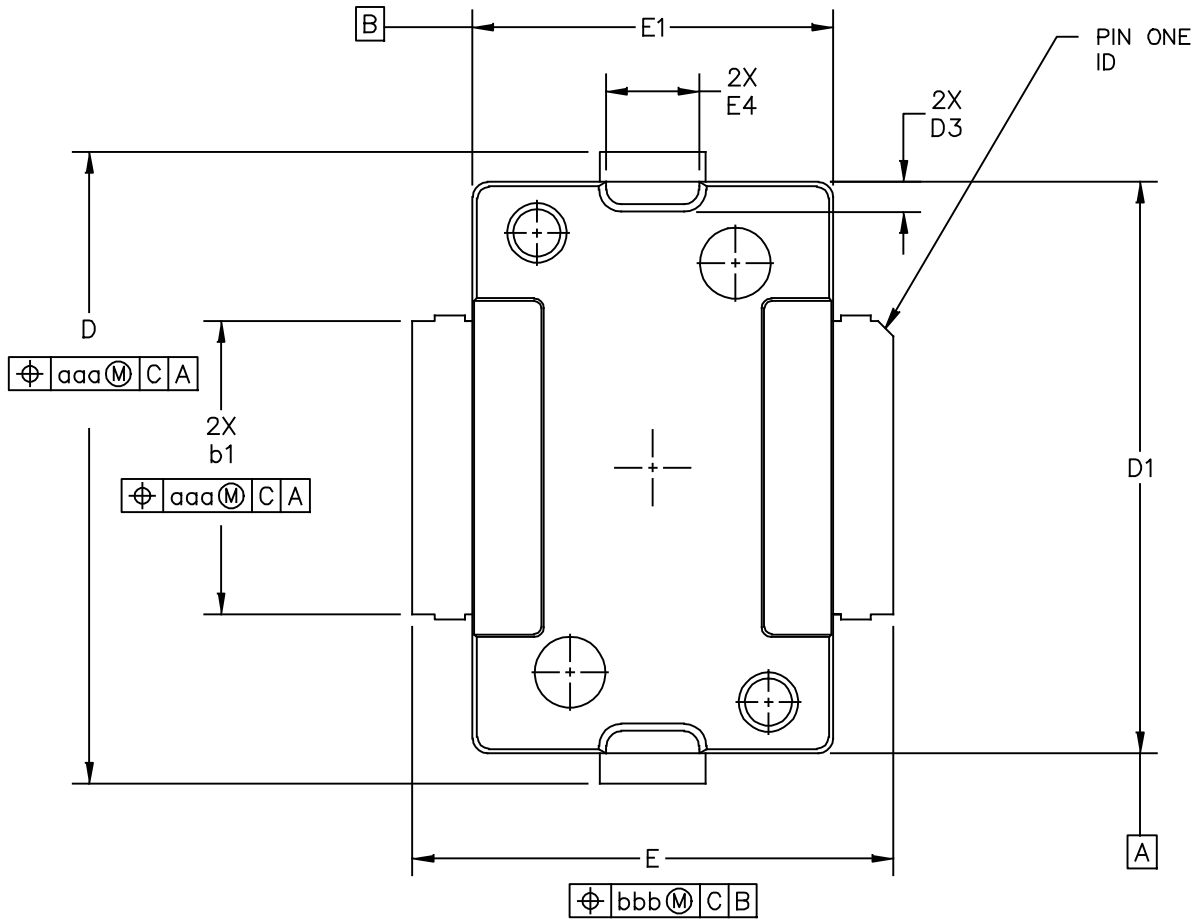 B
E1
PIN ONE
ID
2X
E4
2X
D3
D
⌖ aaa Ⓜ C A
2X
b1
⌖ aaa Ⓜ C A
D1
E
⌖ bbb Ⓜ C B
A